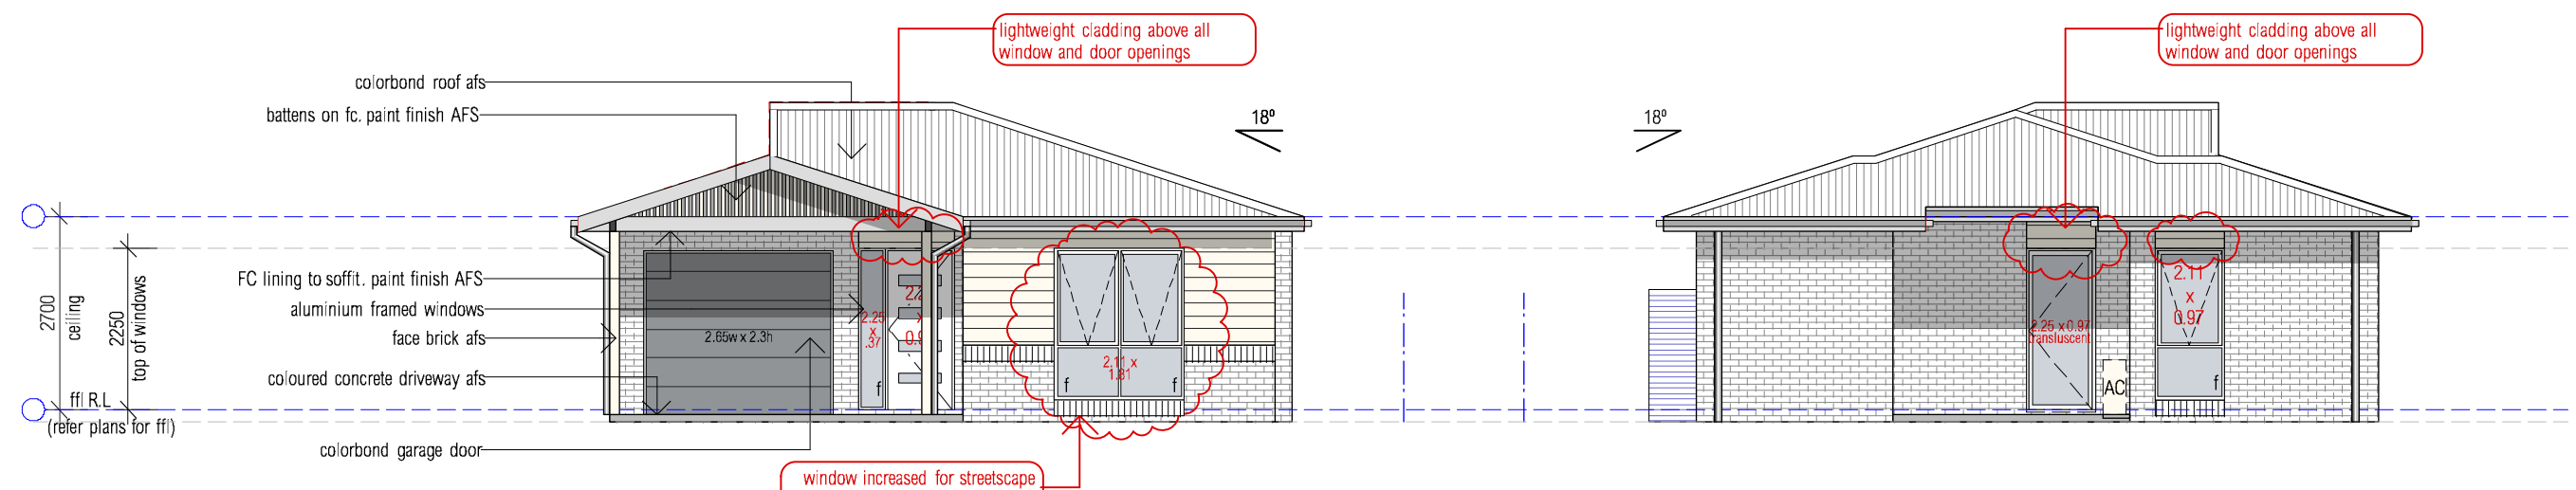 lightweight cladding above all
window and door openings
lightweight cladding above all
window and door openings
colorbond roof afs
battens on fc. paint finish AFS
18º
18º
FC lining to soffit. paint finish AFS
aluminium framed windows
face brick afs
coloured concrete driveway afs
colorbond garage door
2700
ceiling
2250
top of windows
ffl R.L
(refer plans for ffl)
2.65w x 2.3h
2.25
x
.37
f
x
2.11 x
1.81
f
f
2.25 x 0.97
transluscent
AC
2.11
x
0.97
f
window increased for streetscape